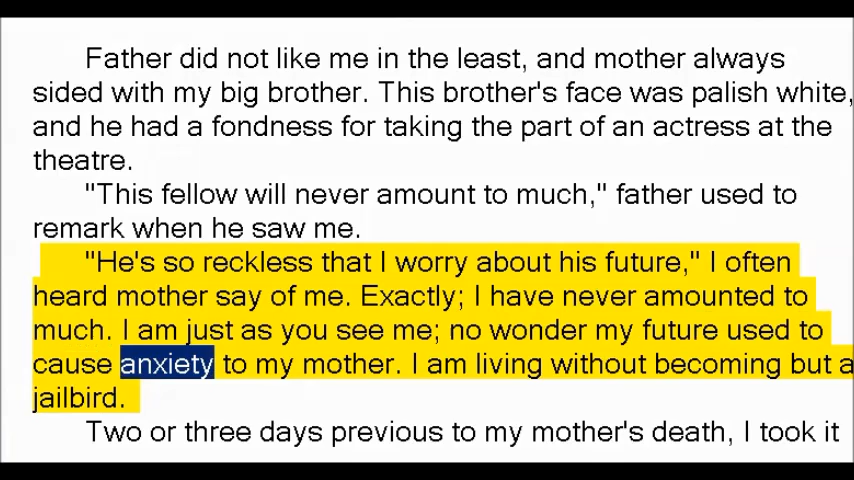 Father did not like me in the least, and mother always
sided with my big brother. This brother's face was palish white,
and he had a fondness for taking the part of an actress at the
theatre.
"This fellow will never amount to much," father used to
remark when he saw me.
"He's so reckless that I worry about his future," I often
heard mother say of me. Exactly; I have never amounted to
much. I am just as you see me; no wonder my future used to
cause anxiety to my mother. I am living without becoming but a
jailbird.
Two or three days previous to my mother's death, I took it